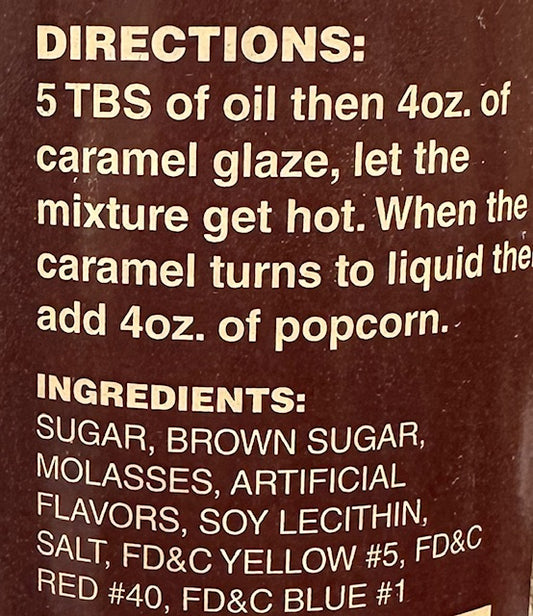 DIRECTIONS:
5 TBS of oil then 4oz. of
caramel glaze, let the
mixture get hot. When the
caramel turns to liquid the
add 4oz. of popcorn.
INGREDIENTS:
SUGAR, BROWN SUGAR,
MOLASSES, ARTIFICIAL
FLAVORS, SOY LECITHIN,
SALT, FD&C YELLOW #5, FD&C
RED #40, FD&C BLUE #1